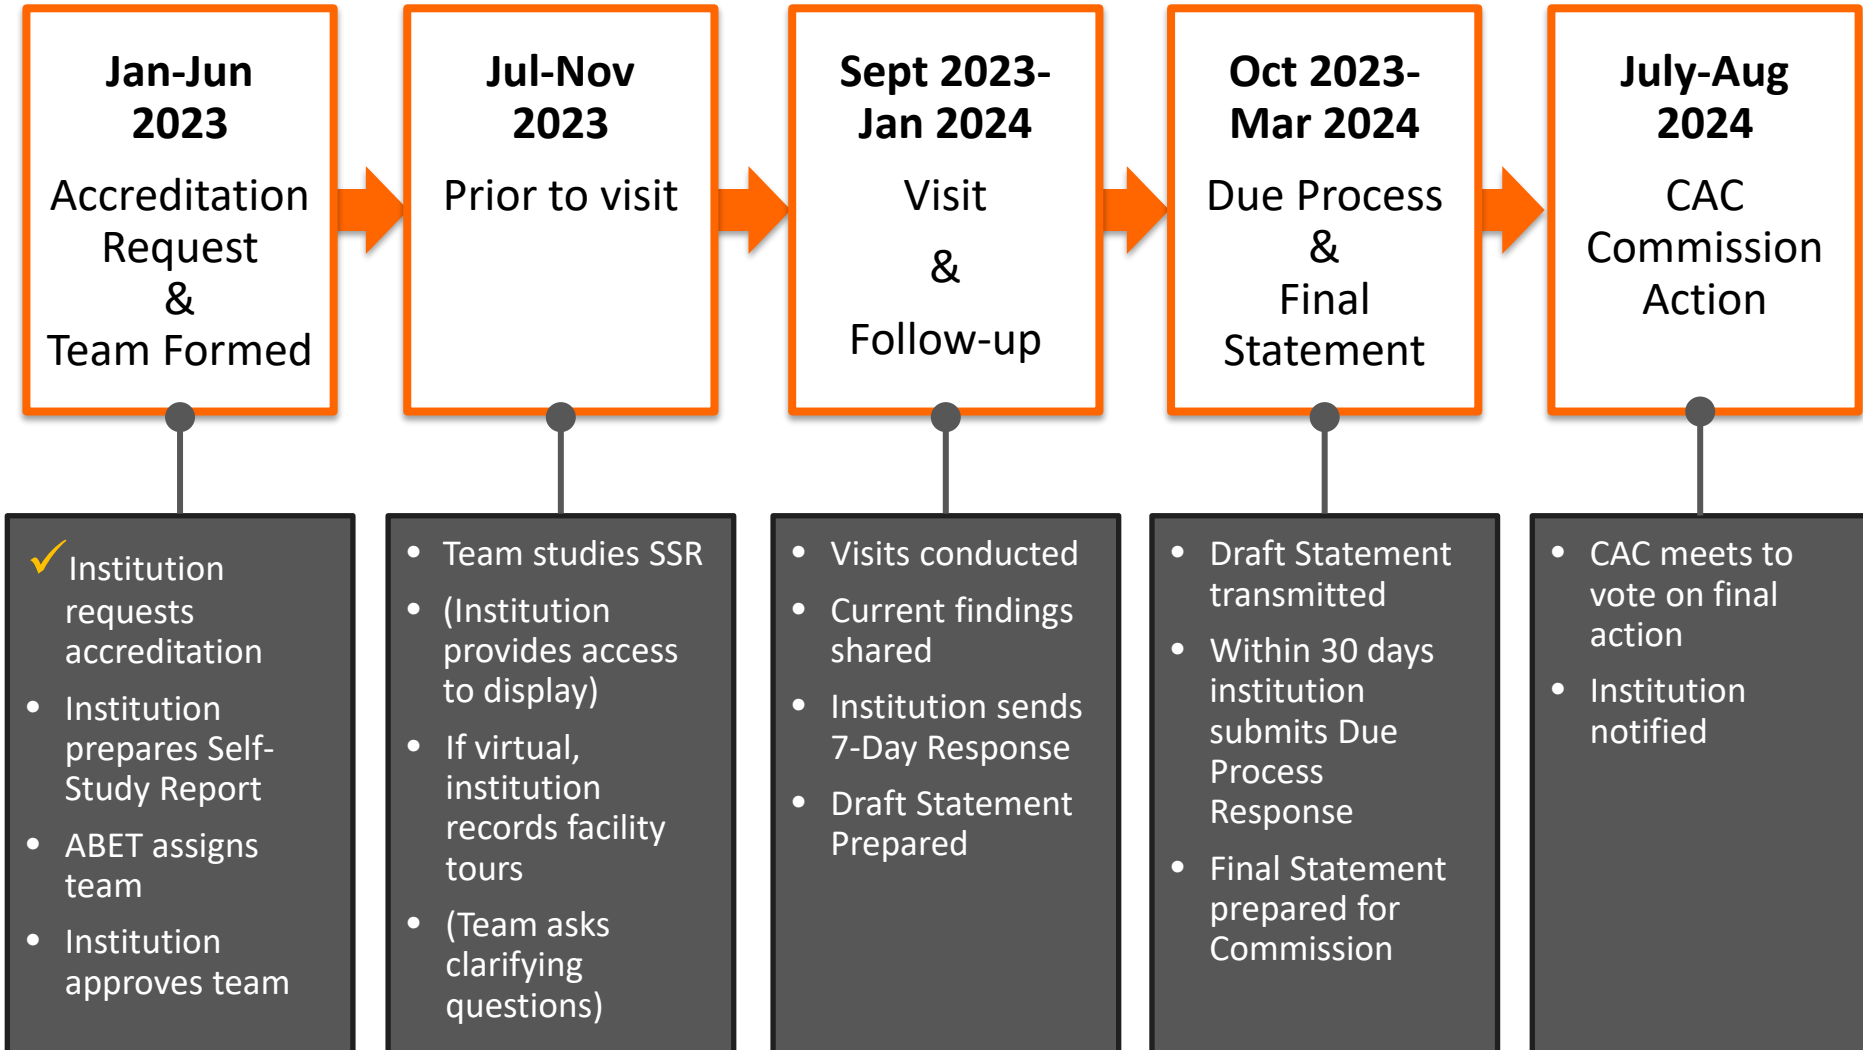 Jan-Jun
2023
Accreditation
Request
&
Team Formed
Jul-Nov
2023
Prior to visit
Sept 2023-
Jan 2024
Visit
&
Follow-up
Oct 2023-
Mar 2024
Due Process
&
Final
Statement
July-Aug
2024
CAC
Commission
Action
✓Institution
requests
accreditation
• Institution
prepares Self-
Study Report
• ABET assigns
team
• Institution
approves team
• Team studies SSR
• (Institution
provides access
to display)
• If virtual,
institution
records facility
tours
• (Team asks
clarifying
questions)
• Visits conducted
• Current findings
shared
• Institution sends
7-Day Response
• Draft Statement
Prepared
• Draft Statement
transmitted
• Within 30 days
institution
submits Due
Process
Response
• Final Statement
prepared for
Commission
• CAC meets to
vote on final
action
• Institution
notified